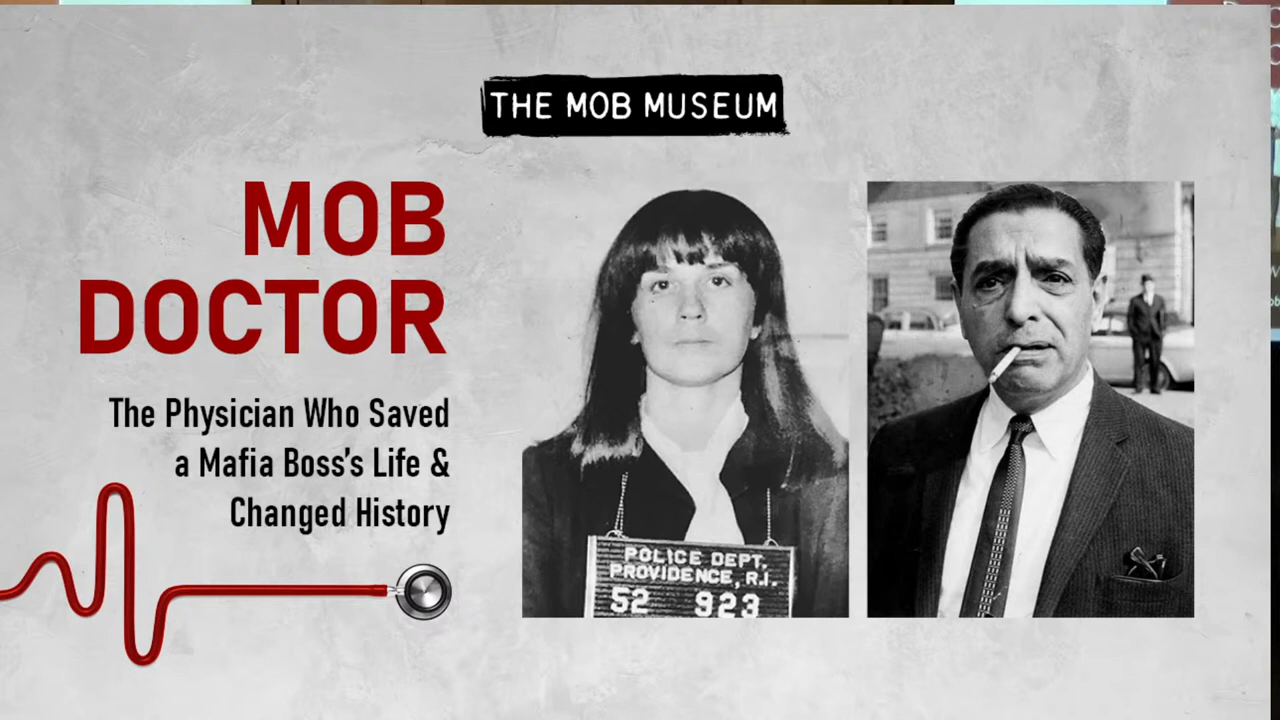 THE MOB MUSEUM
MOB
DOCTOR
The Physician Who Saved
a Mafia Boss's Life &
Changed History
POLICE DEPT.
PROVIDENCE, R.I.
52 923